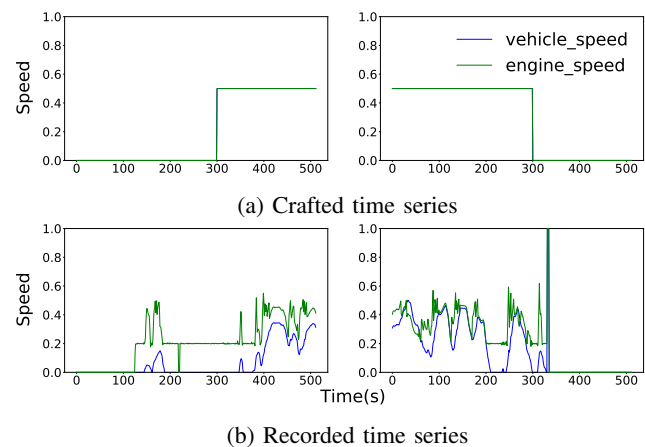 1.0 1.0
0.8 0.8 vehicle_speed
0.6 0.6 engine_speed
Speed
0.4 0.4
0.2 0.2
0.0 0.0
0 100 200 300 400 500 0 100 200 300 400 500
(a) Crafted time series
1.0 1.0
0.8 0.8
0.6 0.6
Speed
0.4 0.4
0.2 0.2
0.0 0.0
0 100 200 300 400 500 0 100 200 300 400 500
Time(s)
(b) Recorded time series